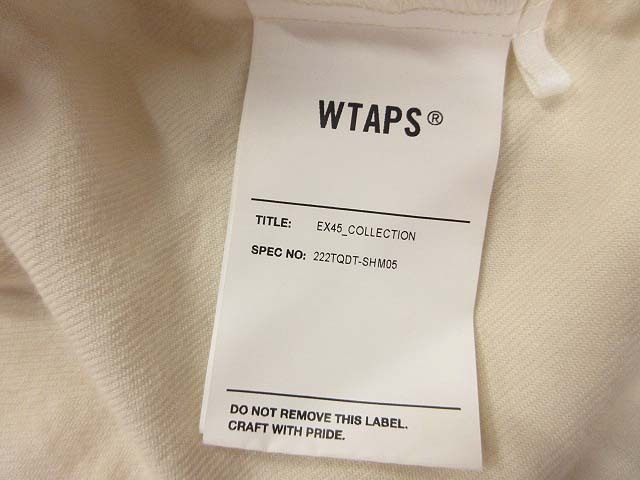 WTAPS®
TITLE: EX45_COLLECTION
SPEC NO: 222TQDT-SHM05
DO NOT REMOVE THIS LABEL.
CRAFT WITH PRIDE.